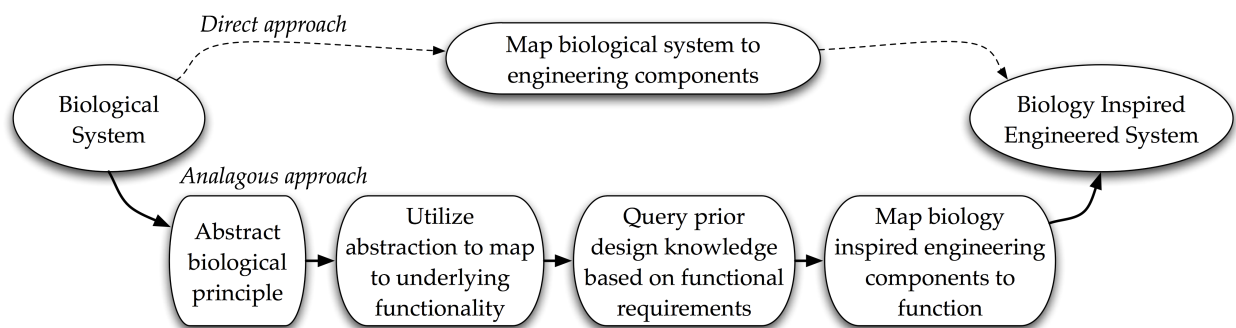 Direct approach
Map biological system to
engineering components
Biological
System
Biology Inspired
Engineered System
Analagous approach
Abstract
biological
principle
Utilize
abstraction to map
to underlying
functionality
Query prior
design knowledge
based on functional
requirements
Map biology
inspired engineering
components to
function